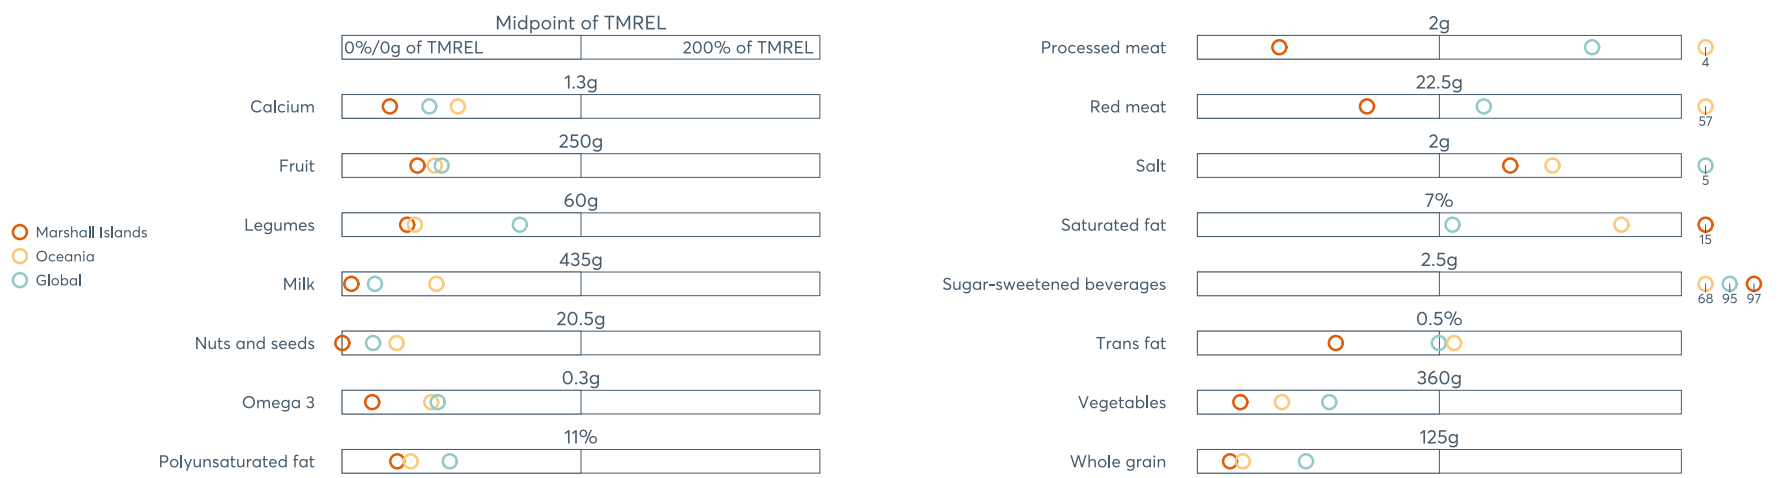 Midpoint of TMREL
0%/0g of TMREL
200% of TMREL
1.3g
Calcium
250g
Fruit
60g
Legumes
435g
Milk
20.5g
Nuts and seeds
0.3g
Omega 3
11%
Polyunsaturated fat
Marshall Islands
Oceania
Global
2g
Processed meat
4
22.5g
Red meat
57
2g
Salt
5
7%
Saturated fat
15
2.5g
Sugar-sweetened beverages
68 95 97
0.5%
Trans fat
360g
Vegetables
125g
Whole grain